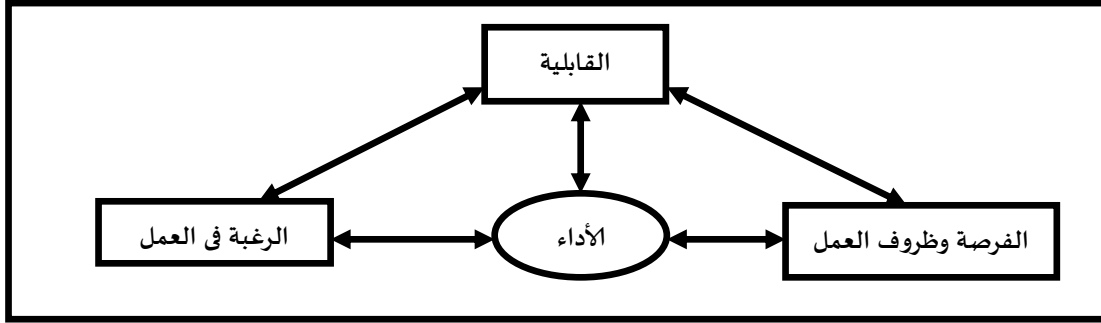 القابلية
الفرصة وظروف العمل
الأداء
الرغبة فى العمل